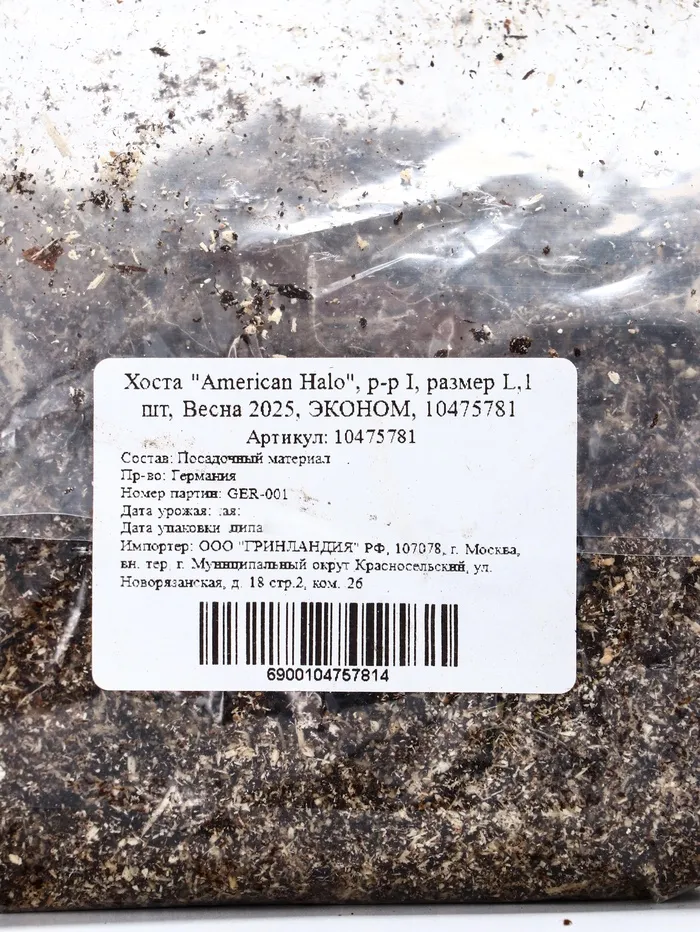 Хоста "American Halo", р-р I, размер L,1
шт, Весна 2025, ЭКОНОМ, 10475781
Артикул: 10475781
Состав: Посадочный материал
Пр-во: Германия
Номер партии: GER-001
Дата урожая:
Дата упаковки
Импортер: ООО "ГРИНЛАНДИЯ" РФ, 107078, г. Москва,
вн. тер. г. Муниципальный округ Красносельский, ул.
Новорязанская, д. 18 стр.2, ком. 26
6900104757814